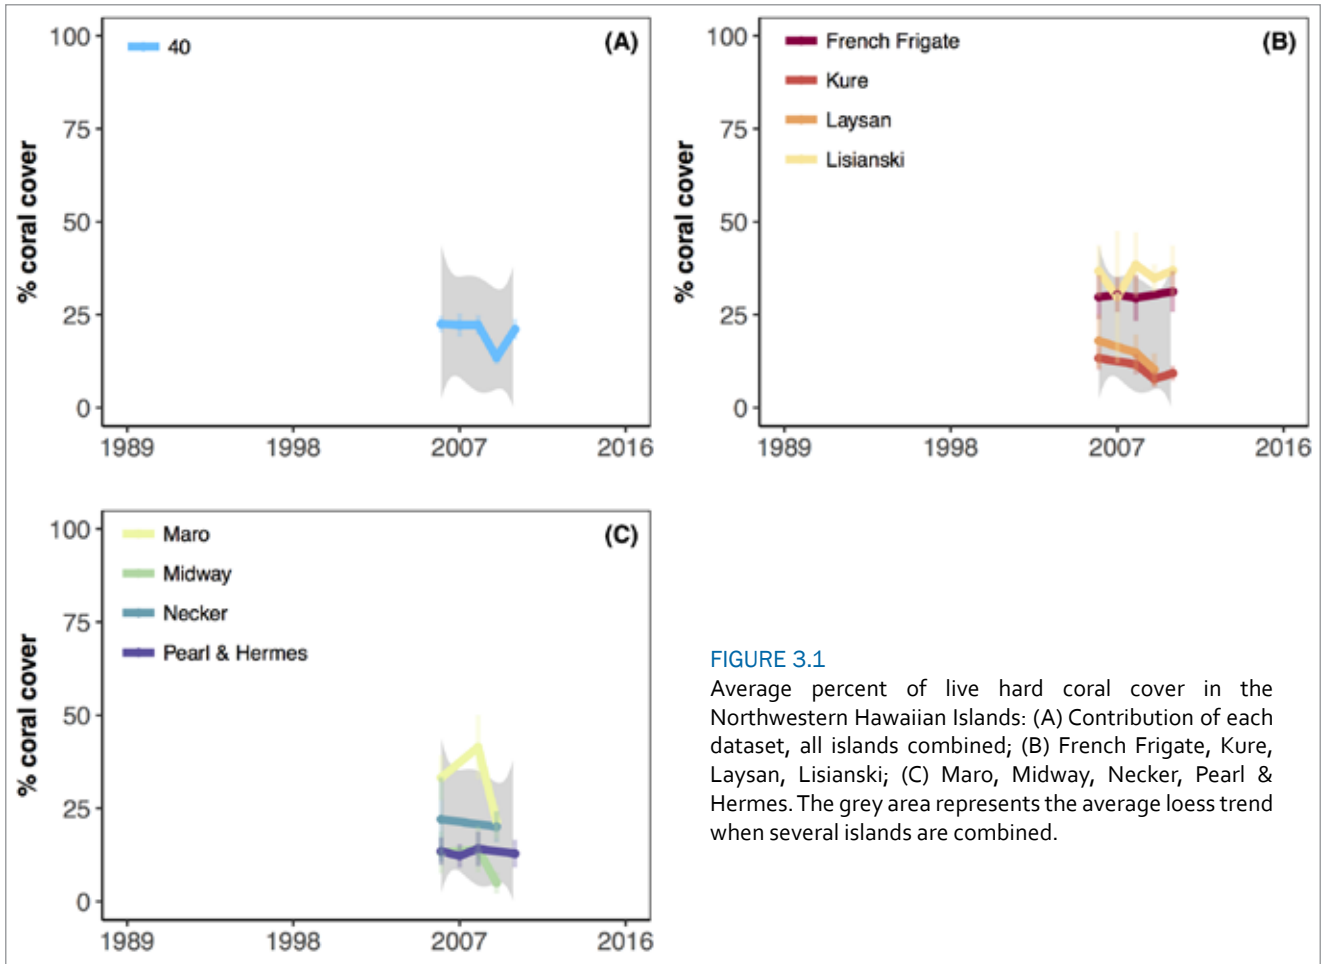 100
75
50
25
0
% coral cover
40
(A)
1989 1998 2007 2016
100
75
50
25
0
% coral cover
French Frigate
Kure
Laysan
Lisianski
(B)
1989 1998 2007 2016
100
75
50
25
0
% coral cover
Maro
Midway
Necker
Pearl & Hermes
(C)
1989 1998 2007 2016
FIGURE 3.1
Average percent of live hard coral cover in the
Northwestern Hawaiian Islands: (A) Contribution of each
dataset, all islands combined; (B) French Frigate, Kure,
Laysan, Lisianski; (C) Maro, Midway, Necker, Pearl &
Hermes. The grey area represents the average loess trend
when several islands are combined.